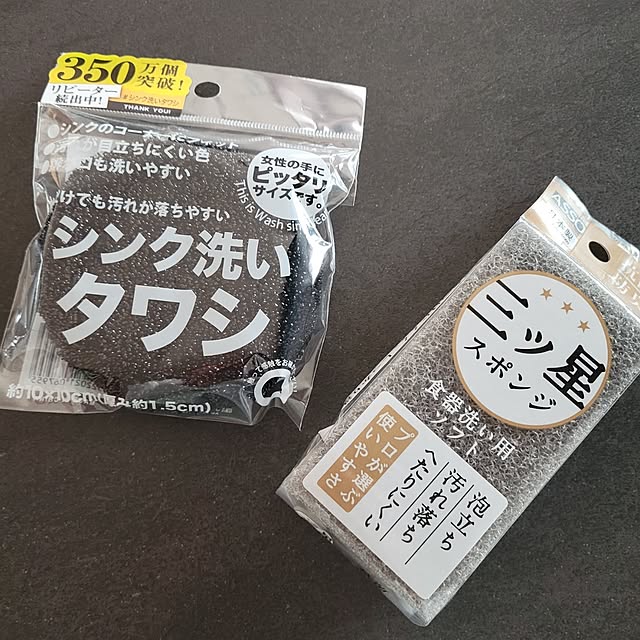 350万個
突破!
リピーター
続出中!
#シンク洗いタワシ
THANK YOU!
●シンクのコー
が目立ちにくい色
も洗いやすい
女性の手に
ピッタリ
サイズです。
This is Wash
けでも汚れが落ちやすい
シンク洗い
タワシ
約10×10cm(厚み約1.5cm)
三ツ星
スポンジ
食器洗い用
ソフト
泡立ち
汚れ落ち
へたりにくい
プロが選ぶ
使いやすさ